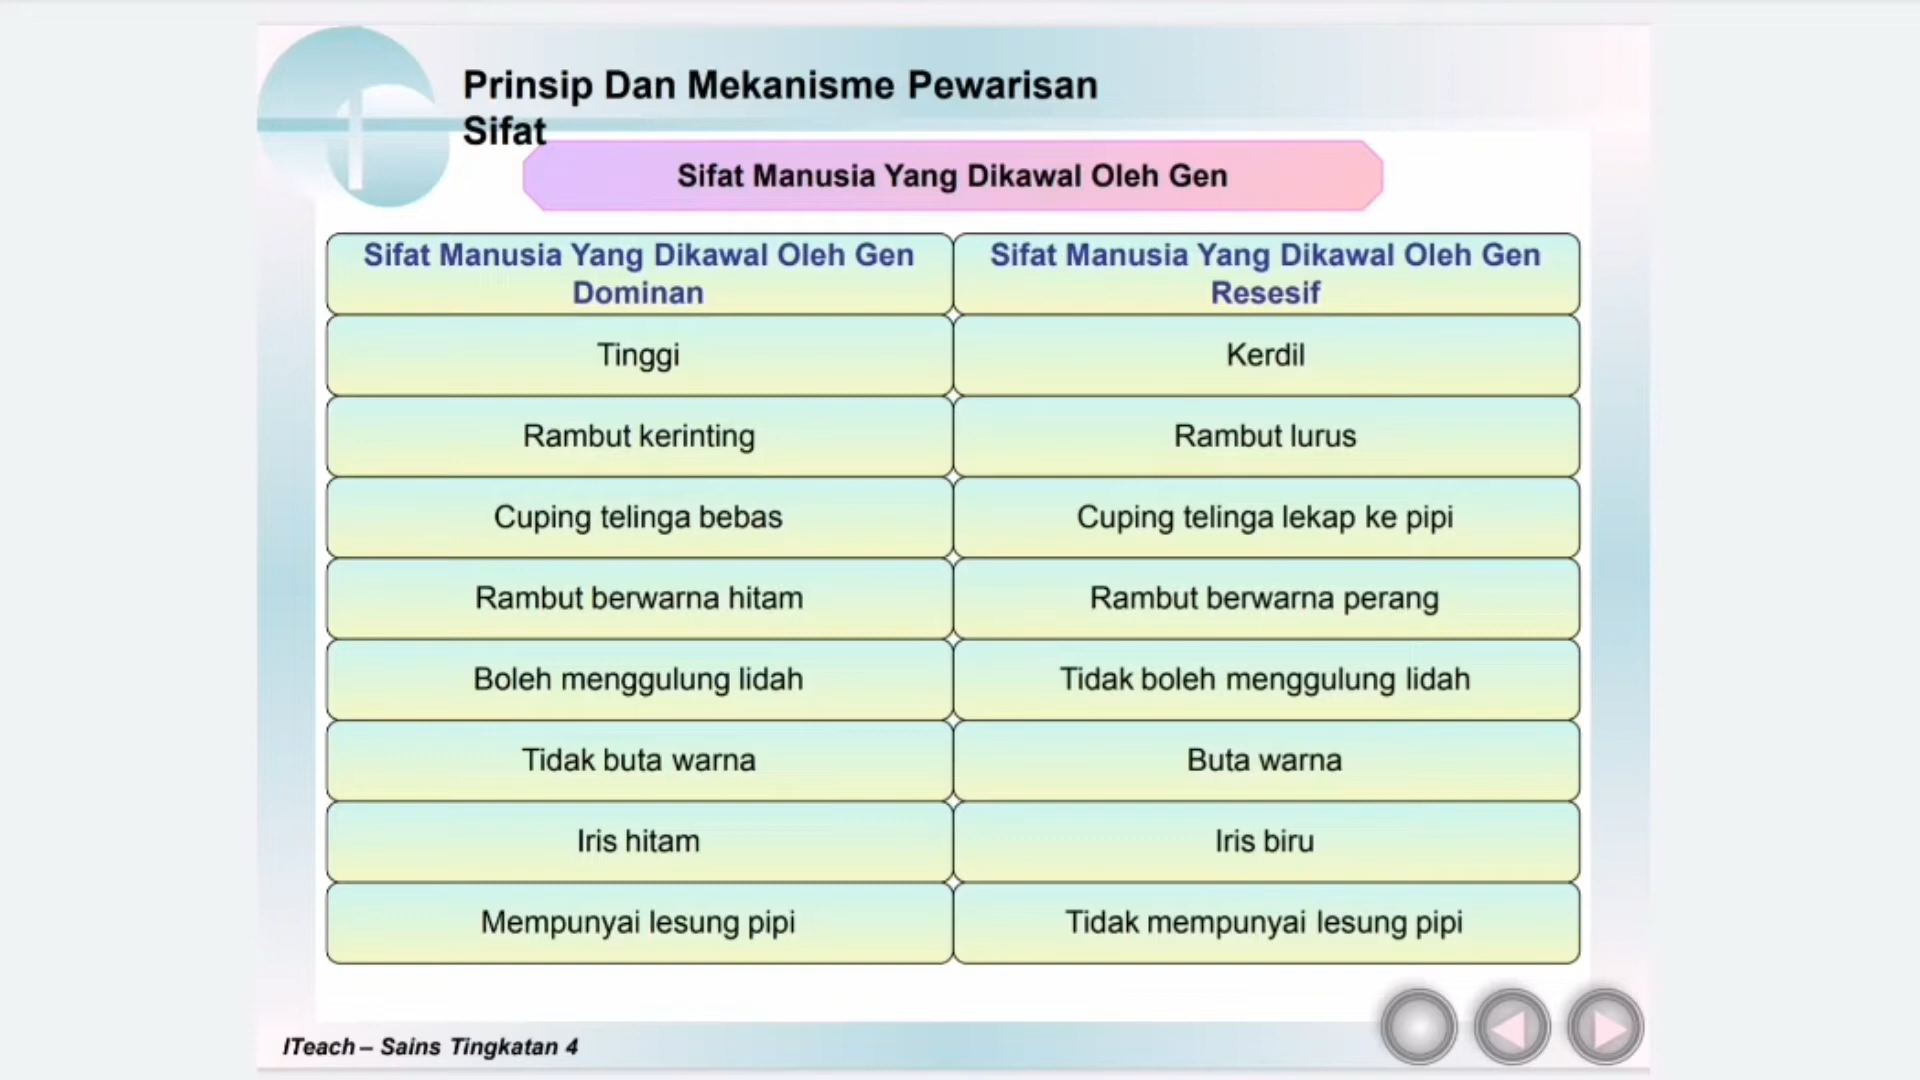 Prinsip Dan Mekanisme Pewarisan
Sifat
Sifat Manusia Yang Dikawal Oleh Gen
Sifat Manusia Yang Dikawal Oleh Gen
Dominan
Sifat Manusia Yang Dikawal Oleh Gen
Resesif
Tinggi
Kerdil
Rambut kerinting
Rambut lurus
Cuping telinga bebas
Cuping telinga lekap ke pipi
Rambut berwarna hitam
Rambut berwarna perang
Boleh menggulung lidah
Tidak boleh menggulung lidah
Tidak buta warna
Buta warna
Iris hitam
Iris biru
Mempunyai lesung pipi
Tidak mempunyai lesung pipi
ITeach – Sains Tingkatan 4